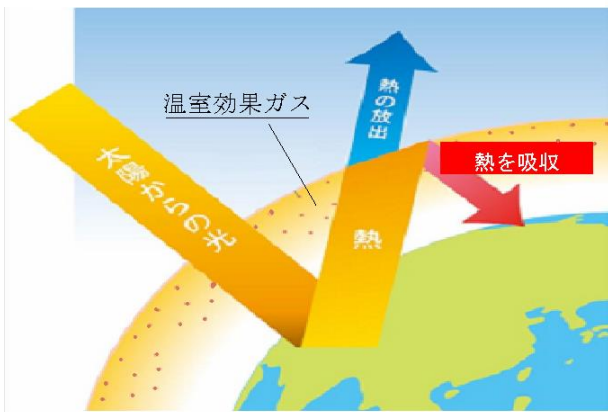 温室効果ガス
熱の放出
熱を吸収
太陽からの光
熱